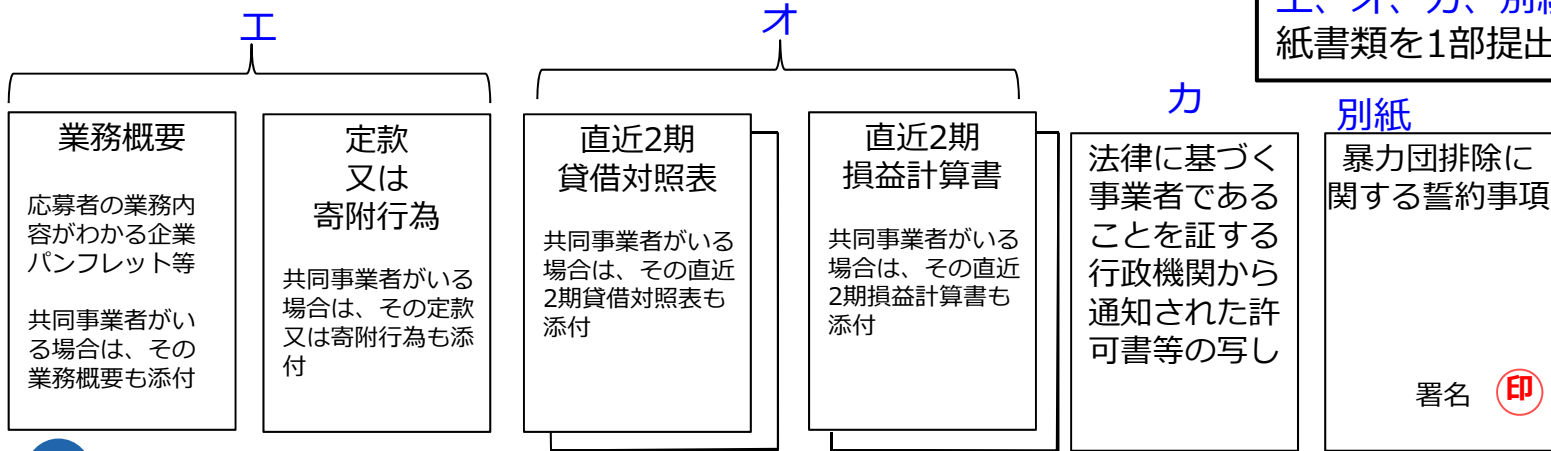 エ
オ
エ、オ、カ、別
紙書類を1部提出
カ
別紙
業務概要
応募者の業務内
容がわかる企業
パンフレット等
共同事業者がい
る場合は、その
業務概要も添付
定款
又は
寄附行為
共同事業者がいる
場合は、その定款
又は寄附行為も添
付
直近2期
貸借対照表
共同事業者がいる
場合は、その直近
2期貸借対照表も
添付
直近2期
損益計算書
共同事業者がいる
場合は、その直近
2期損益計算書も
添付
法律に基づく
事業者である
ことを証する
行政機関から
通知された許
可書等の写し
暴力団排除に
関する誓約事項
署名 印